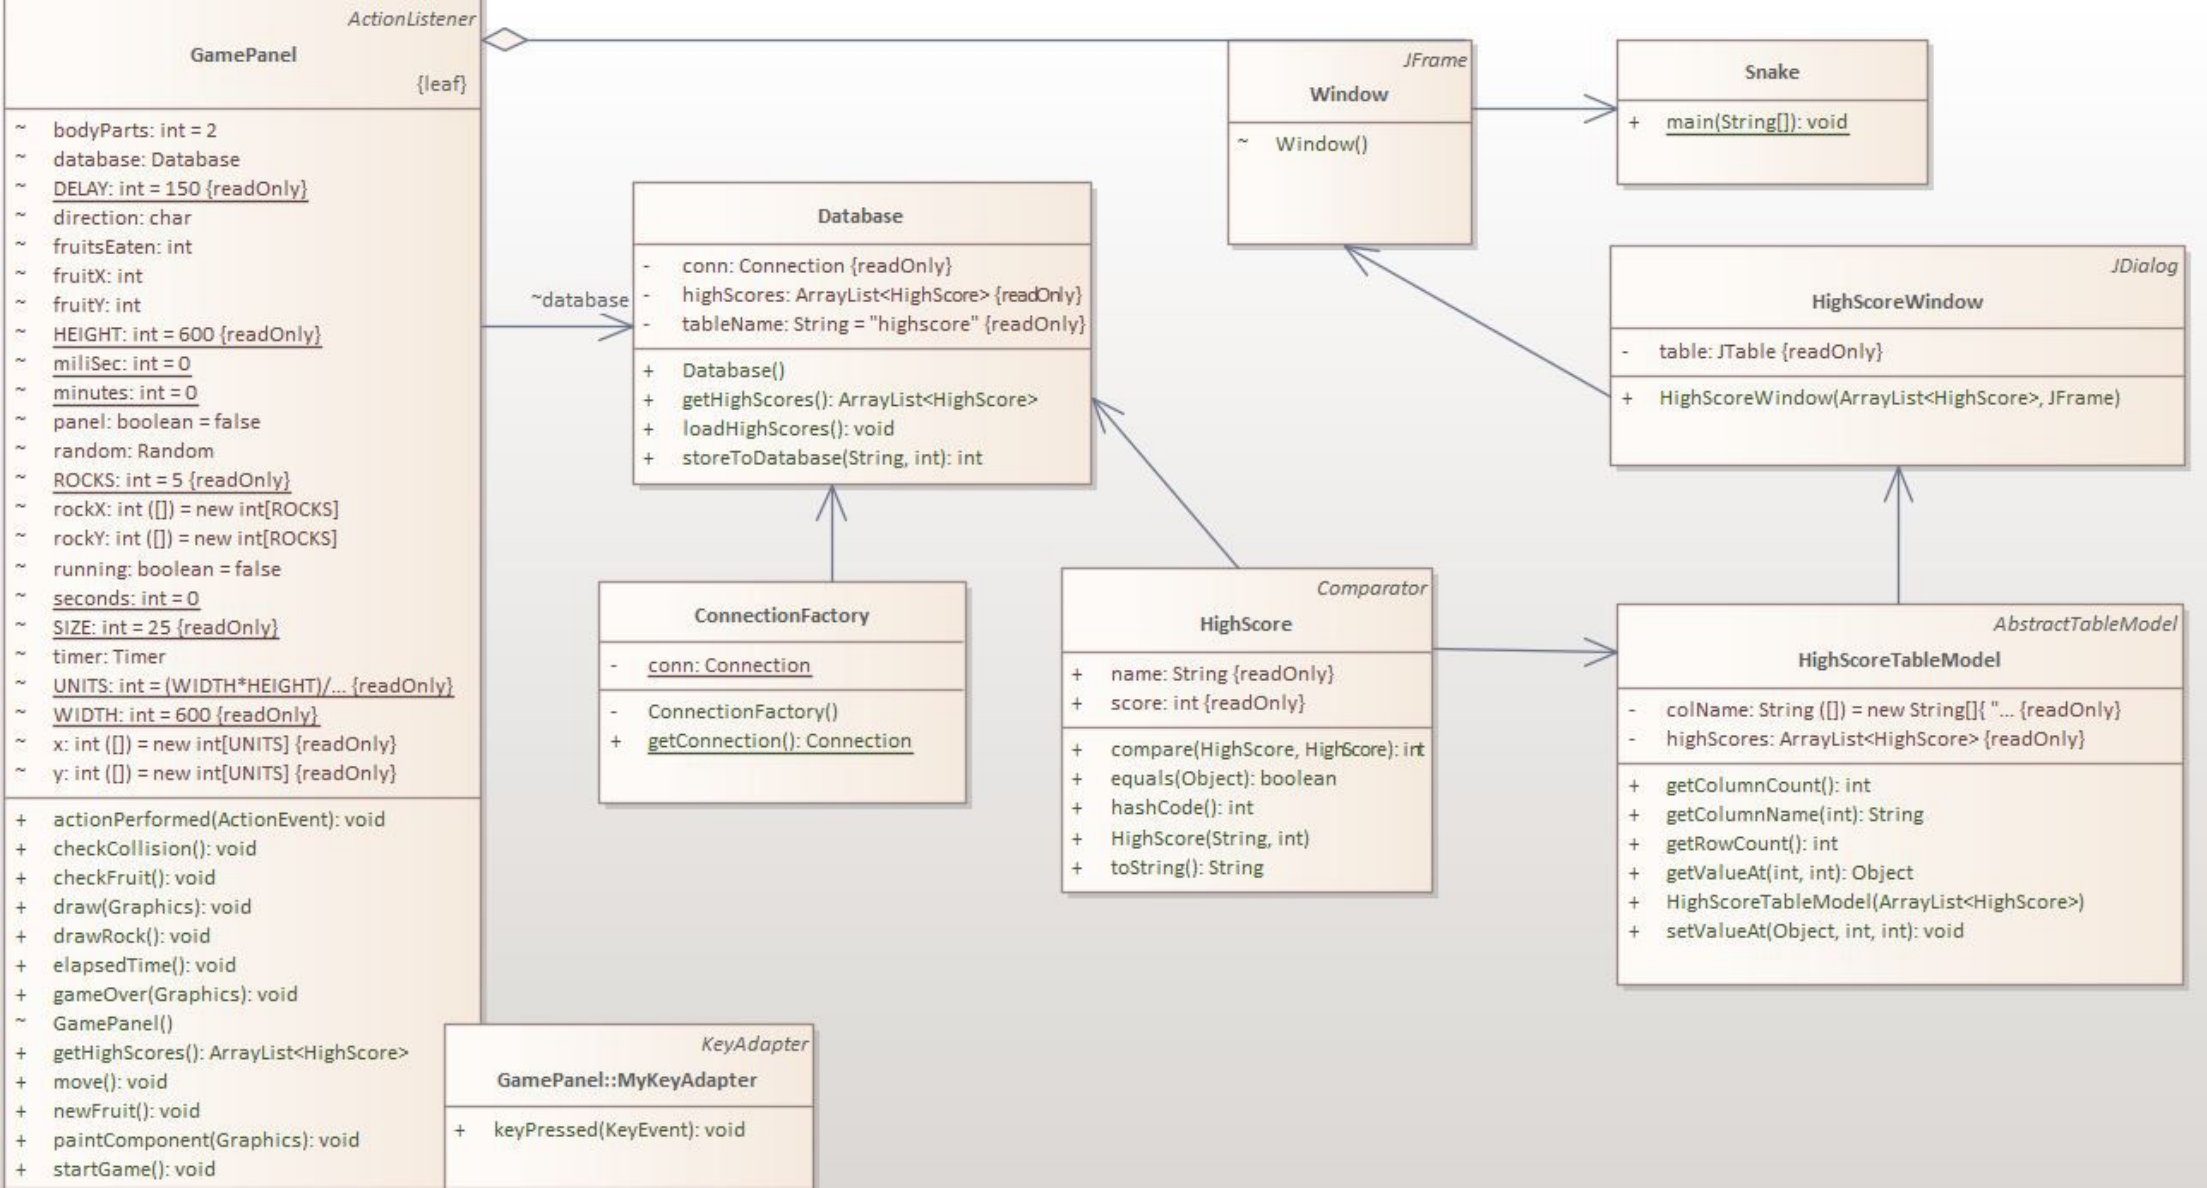 ActionListener
GamePanel
{leaf}
~ bodyParts: int = 2
~ database: Database
~ DELAY: int = 150 {readOnly}
~ direction: char
~ fruitsEaten: int
~ fruitX: int
~ fruitY: int
~ HEIGHT: int = 600 {readOnly}
~ miliSec: int = 0
~ minutes: int = 0
~ panel: boolean = false
~ random: Random
~ ROCKS: int = 5 {readOnly}
~ rockX: int ([]) = new int[ROCKS]
~ rockY: int ([]) = new int[ROCKS]
~ running: boolean = false
~ seconds: int = 0
~ SIZE: int = 25 {readOnly}
~ timer: Timer
~ UNITS: int = (WIDTH*HEIGHT)/... {readOnly}
~ WIDTH: int = 600 {readOnly}
~ x: int ([]) = new int[UNITS] {readOnly}
~ y: int ([]) = new int[UNITS] {readOnly}
+ actionPerformed(ActionEvent): void
+ checkCollision(): void
+ checkFruit(): void
+ draw(Graphics): void
+ drawRock(): void
+ elapsedTime(): void
+ gameOver(Graphics): void
~ GamePanel()
+ getHighScores(): ArrayList<HighScore>
+ move(): void
+ newFruit(): void
+ paintComponent(Graphics): void
+ startGame(): void
KeyAdapter
GamePanel::MyKeyAdapter
+ keyPressed(KeyEvent): void
~database
Database
- conn: Connection {readOnly}
- highScores: ArrayList<HighScore> {readOnly}
- tableName: String = "highscore" {readOnly}
+ Database()
+ getHighScores(): ArrayList<HighScore>
+ loadHighScores(): void
+ storeToDatabase(String, int): int
ConnectionFactory
- conn: Connection
- ConnectionFactory()
+ getConnection(): Connection
JFrame
Window
~ Window()
Snake
+ main(String[]): void
JDialog
HighScoreWindow
- table: JTable {readOnly}
+ HighScoreWindow(ArrayList<HighScore>, JFrame)
Comparator
HighScore
+ name: String {readOnly}
+ score: int {readOnly}
+ compare(HighScore, HighScore): int
+ equals(Object): boolean
+ hashCode(): int
+ HighScore(String, int)
+ toString(): String
AbstractTableModel
HighScoreTableModel
- colName: String ([]) = new String[]{ "... {readOnly}
- highScores: ArrayList<HighScore> {readOnly}
+ getColumnCount(): int
+ getColumnName(int): String
+ getRowCount(): int
+ getValueAt(int, int): Object
+ HighScoreTableModel(ArrayList<HighScore>)
+ setValueAt(Object, int, int): void